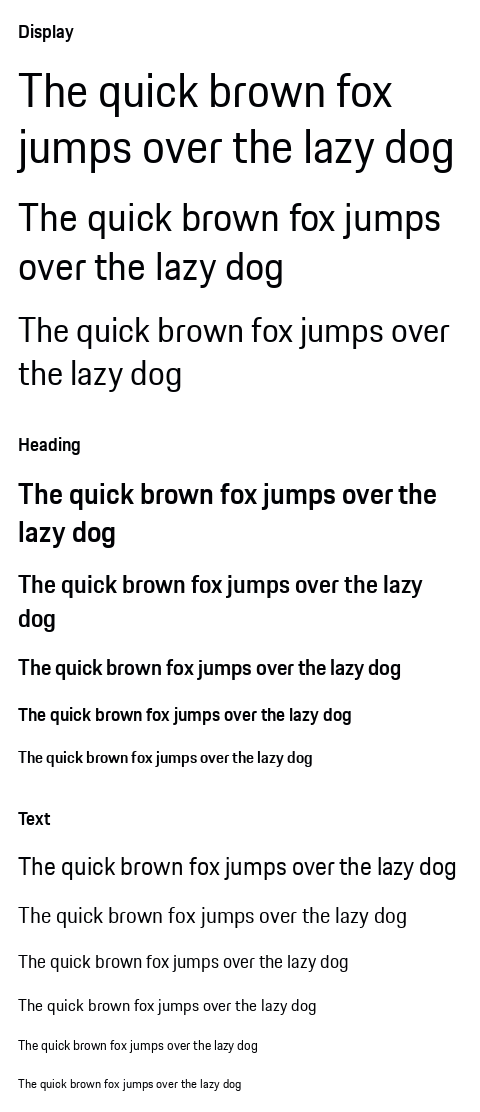 Display
The quick brown fox
jumps over the lazy dog
The quick brown fox jumps
over the lazy dog
The quick brown fox jumps over
the lazy dog
Heading
The quick brown fox jumps over the
lazy dog
The quick brown fox jumps over the lazy
dog
The quick brown fox jumps over the lazy dog
The quick brown fox jumps over the lazy dog
The quick brown fox jumps over the lazy dog
Text
The quick brown fox jumps over the lazy dog
The quick brown fox jumps over the lazy dog
The quick brown fox jumps over the lazy dog
The quick brown fox jumps over the lazy dog
The quick brown fox jumps over the lazy dog
The quick brown fox jumps over the lazy dog